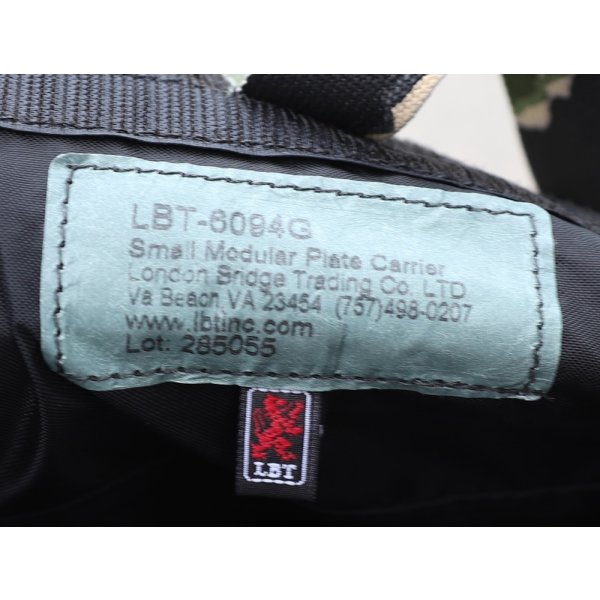 LBT-6094G
Small Modular Plate Carrier
London Bridge Trading Co. LTD
Va Beach, VA 23454 (757)498-0207
www.lbtinc.com
Lot: 285055
LBT